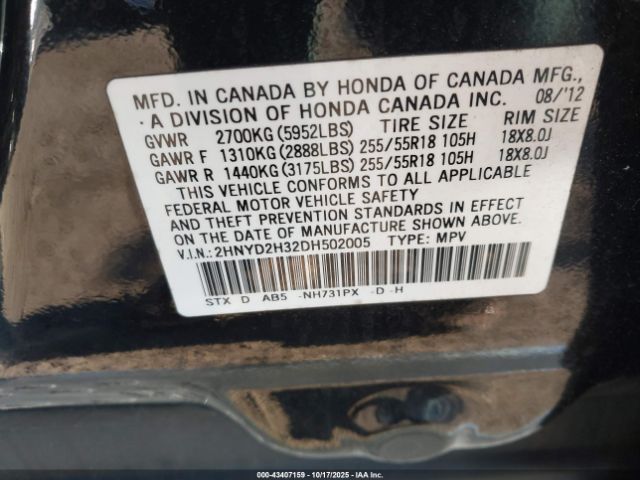 MFD. IN CANADA BY HONDA OF CANADA MFG.,
A DIVISION OF HONDA CANADA INC. 08/'12
GVWR 2700KG (5952LBS) TIRE SIZE RIM SIZE
GAWR F 1310KG (2888LBS) 255/55R18 105H 18X8.0J
GAWR R 1440KG (3175LBS) 255/55R18 105H 18X8.0J
THIS VEHICLE CONFORMS TO ALL APPLICABLE
FEDERAL MOTOR VEHICLE SAFETY
AND THEFT PREVENTION STANDARDS IN EFFECT
ON THE DATE OF MANUFACTURE SHOWN ABOVE.
V.I.N.: 2HNYD2H32DH502005 TYPE: MPV
STX D AB5 -NH731PX -D -H
000-43407159 - 10/17/2025 - IAA Inc.